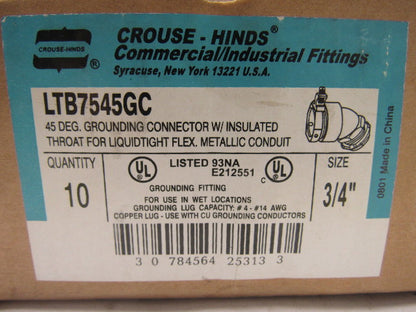 CROUSE-HINDS
®
CROUSE - HINDS®
Commercial/Industrial Fittings
Syracuse, New York 13221 U.S.A.
LTB7545GC
45 DEG. GROUNDING CONNECTOR W/ INSULATED
THROAT FOR LIQUIDTIGHT FLEX. METALLIC CONDUIT
QUANTITY
10
UL
®
LISTED 93NA
E212551
C
UL
®
SIZE
3/4"
GROUNDING FITTING
FOR USE IN WET LOCATIONS
GROUNDING LUG CAPACITY: # 4 - #14 AWG
COPPER LUG - USE WITH CU GROUNDING CONDUCTORS
3 0 784564 25313 3
0801 Made in China